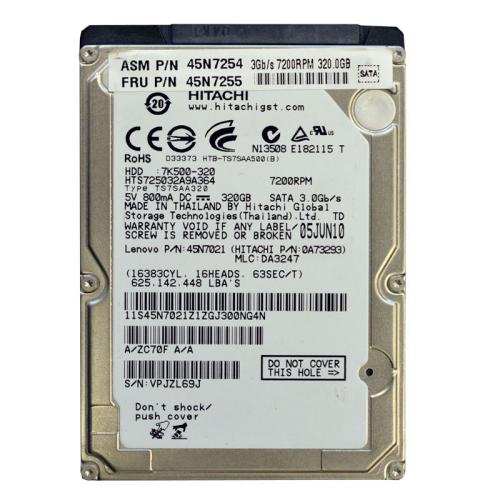 ASM P/N 45N7254 3Gb/s 7200RPM 320.0GB
FRU P/N 45N7255 SATA
20 HITACHI
www.hitachigst.com
CE N13508 E182115 T
RoHS D33373 HTB-TS7SAA500(B)
HDD :7K500-320
HTS725032A9A364 7200RPM
Type TS7SAA320
5V 800mA DC 320GB SATA 3.0Gb/s
MADE IN THAILAND BY Hitachi Global
Storage Technologies(Thailand).Ltd. TD
WARRANTY VOID IF ANY LABEL/
SCREW IS REMOVED OR BROKEN 05JUN10
Lenovo P/N:45N7021 (HITACHI P/N:0A73293)
MLC:DA3247
(16383CYL. 16HEADS. 63SEC/T)
625.142.448 LBA'S
11S45N7021Z1ZGJ300NG4N
A/ZC70F A/A
DO NOT COVER
THIS HOLE
S/N:VPJZL69J
Don't shock/
push cover